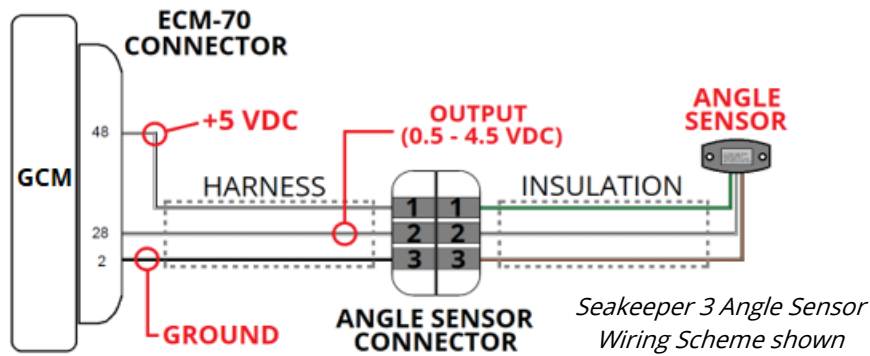 ECM-70
CONNECTOR
48
+5 VDC
OUTPUT
(0.5 - 4.5 VDC)
ANGLE
SENSOR
GCM
HARNESS
INSULATION
1 1
28
2 2
2
3 3
GROUND
ANGLE SENSOR
CONNECTOR
Seakeeper 3 Angle Sensor
Wiring Scheme shown